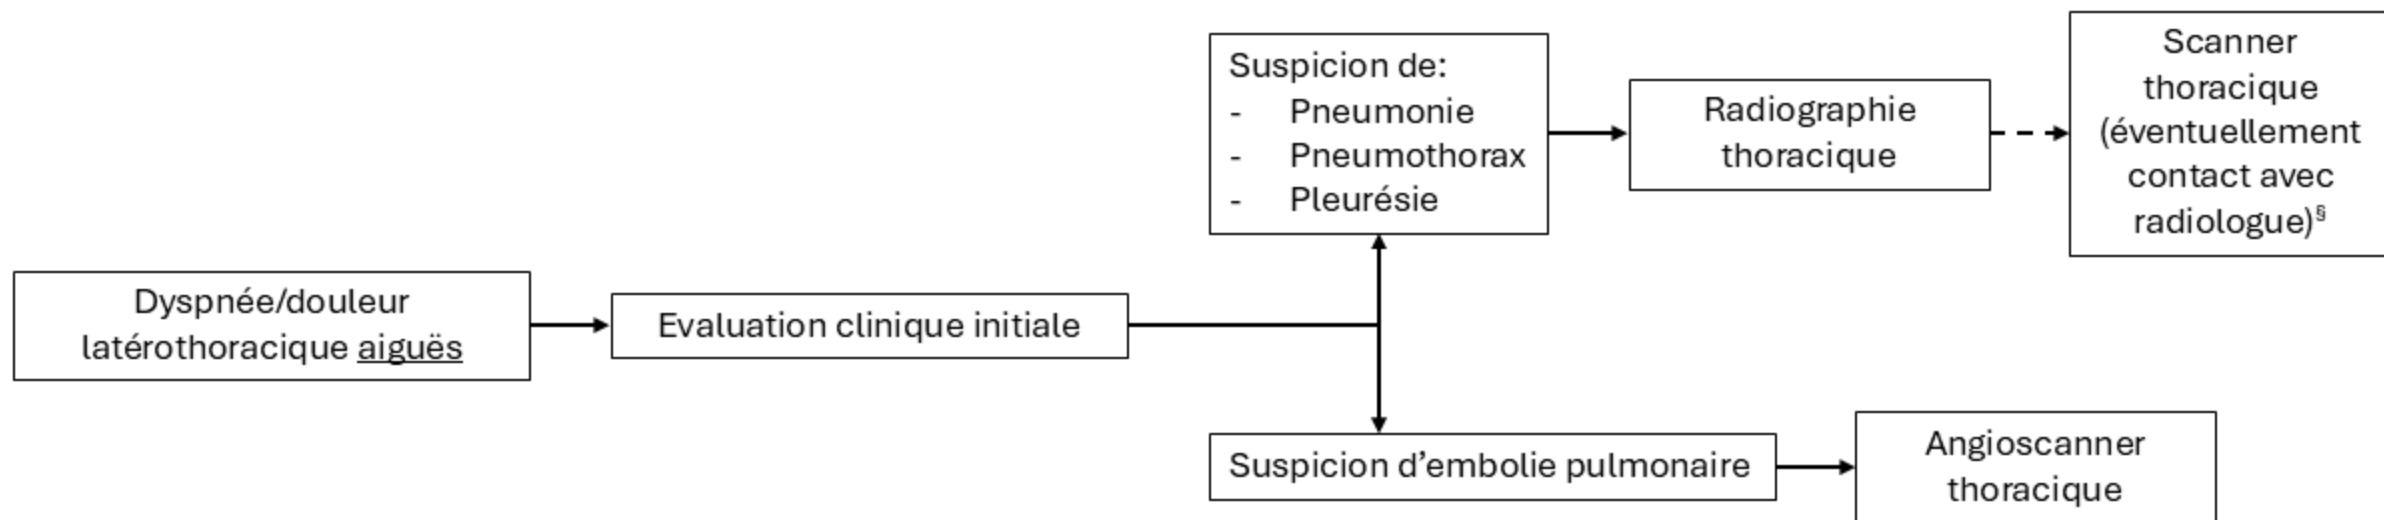 Dyspnée/douleur
latérothoracique aiguës
Evaluation clinique initiale
Suspicion de:
- Pneumonie
- Pneumothorax
- Pleurésie
Radiographie
thoracique
Scanner
thoracique
(éventuellement
contact avec
radiologue)§
Suspicion d’embolie pulmonaire
Angioscanner
thoracique